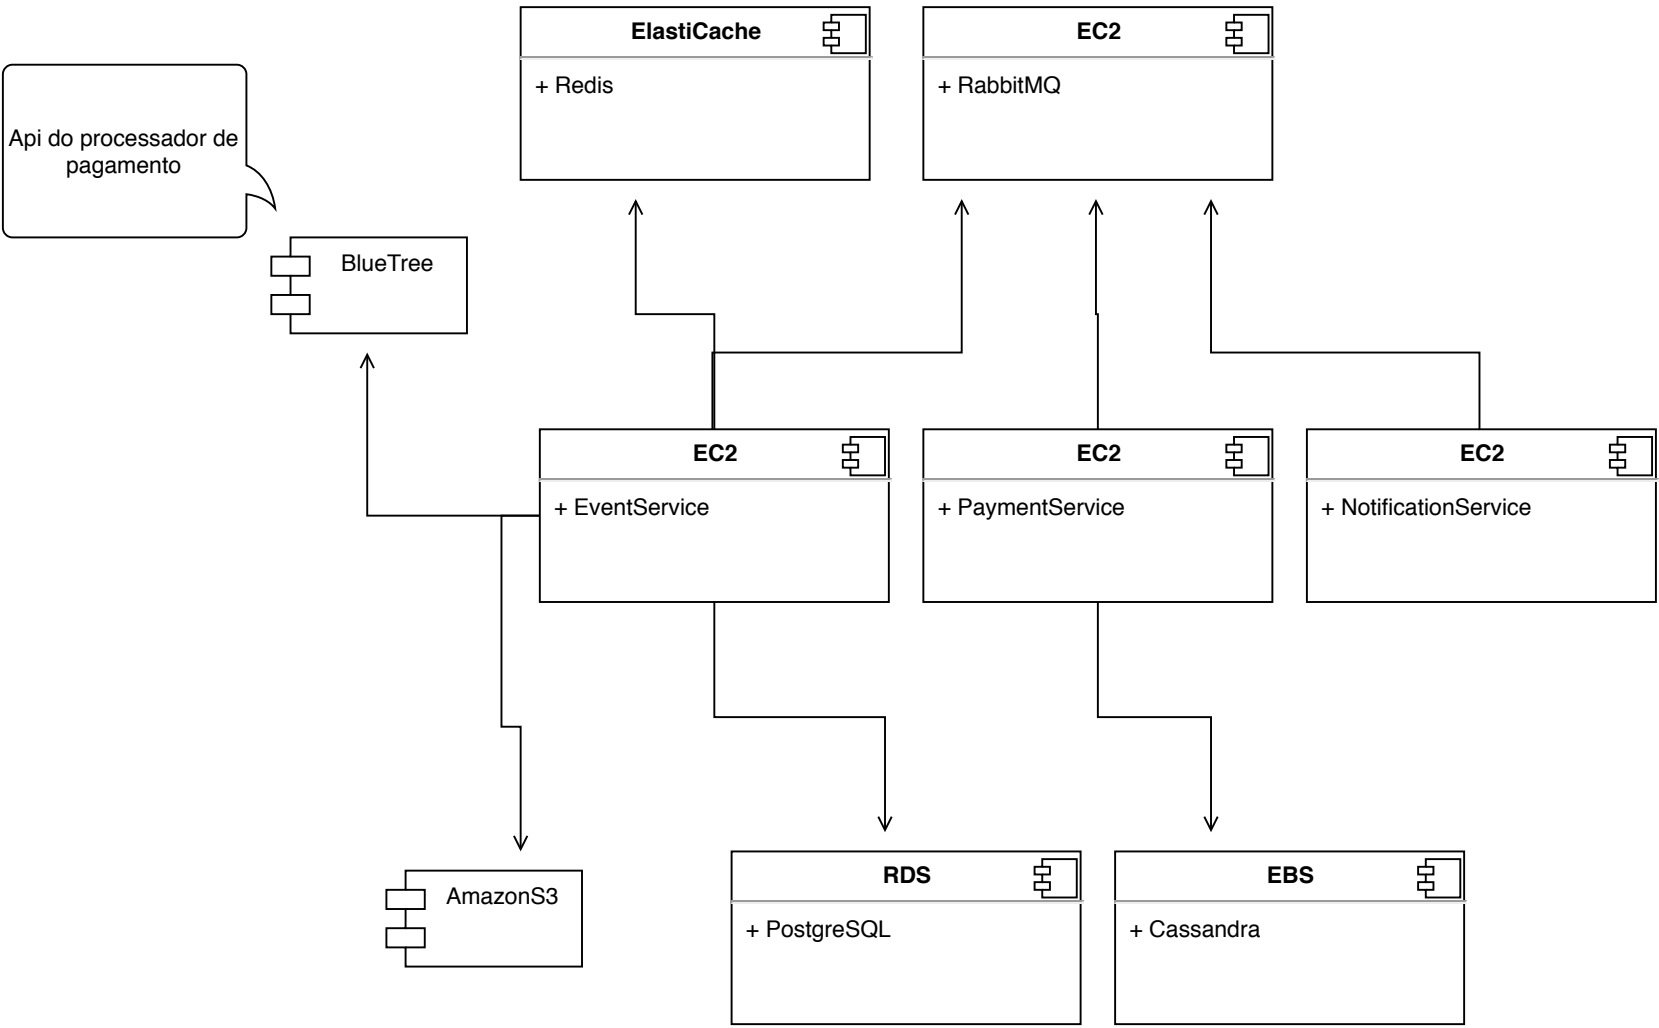 ElastiCache
+ Redis
EC2
+ RabbitMQ
Api do processador de
pagamento
BlueTree
EC2
+ EventService
EC2
+ PaymentService
EC2
+ NotificationService
AmazonS3
RDS
+ PostgreSQL
EBS
+ Cassandra